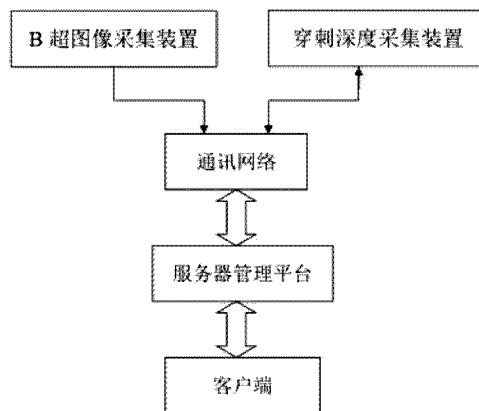 B 超图像采集装置
穿刺深度采集装置
通讯网络
服务器管理平台
客户端